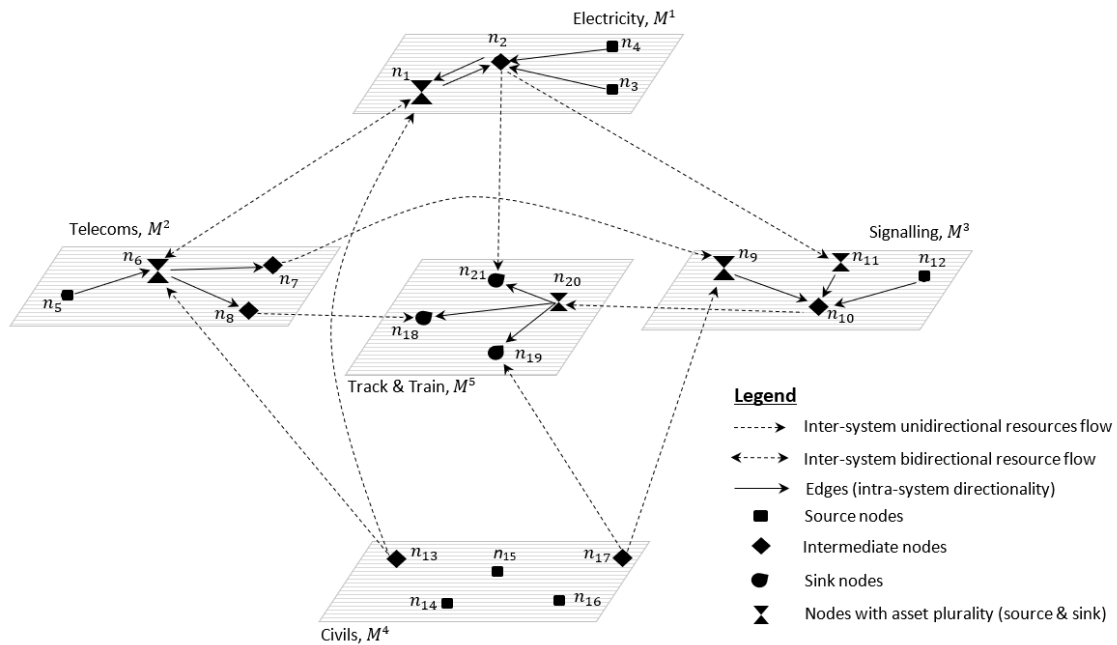 Electricity, M¹
n₂
n₄
n₁
n₃
Telecoms, M²
Signalling, M³
n₆
n₉
n₁₁
n₁₂
n₂₁
n₂₀
n₇
n₅
n₈
n₁₈
n₁₀
n₁₉
Track & Train, M⁵
Legend
Inter-system unidirectional resources flow
Inter-system bidirectional resource flow
Edges (intra-system directionality)
Source nodes
Intermediate nodes
Sink nodes
Nodes with asset plurality (source & sink)
n₁₃
n₁₅
n₁₇
n₁₄
n₁₆
Civils, M⁴